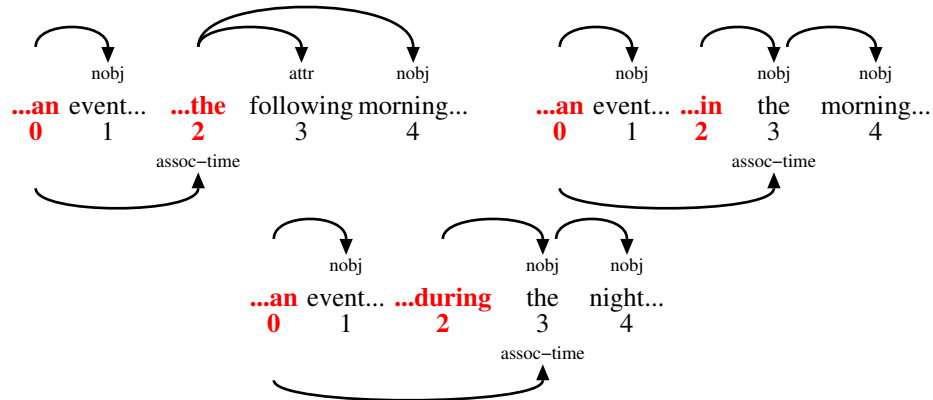 nobj attr nobj
...an event... ...the following morning...
0 1 2 3 4
assoc-time
nobj nobj nobj
...an event... ...in the morning...
0 1 2 3 4
assoc-time
nobj nobj nobj
...an event... ...during the night...
0 1 2 3 4
assoc-time